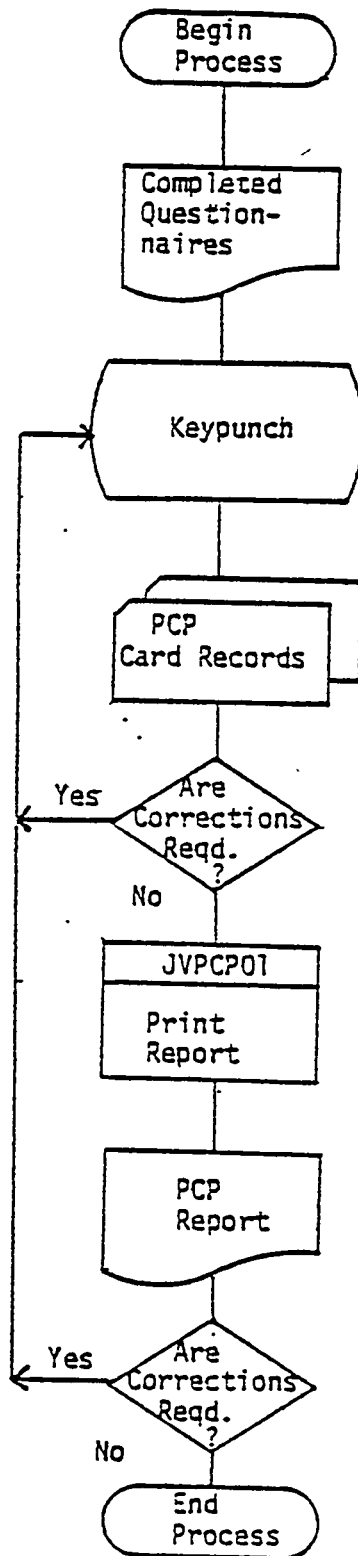 Begin
Process
Completed
Question-
naires
Keypunch
PCP
Card Records
Yes
Are
Corrections
Reqd.
?
No
JVPCP01
Print
Report
PCP
Report
Yes
Are
Corrections
Reqd.
?
No
End
Process